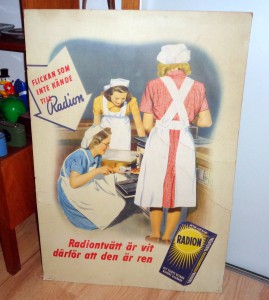 FLICKAN SOM
INTE KÄNDE
TILL
Radion
Radiontvätt är vit
därför att den är ren
RADION